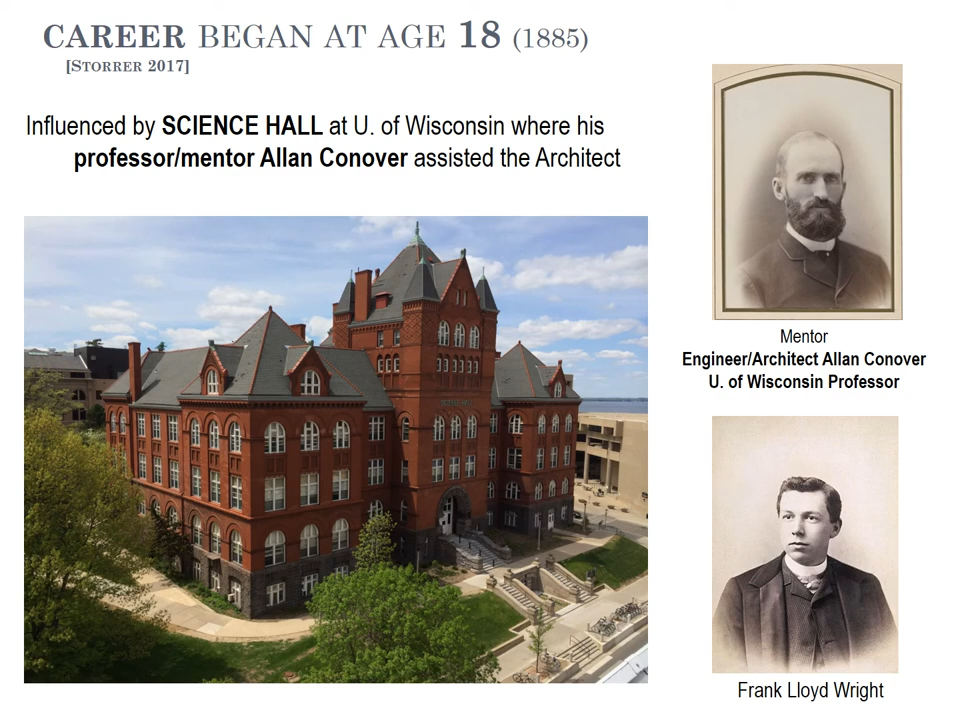 CAREER BEGAN AT AGE 18 (1885)
[STORRER 2017]
Influenced by SCIENCE HALL at U. of Wisconsin where his
professor/mentor Allan Conover assisted the Architect
Mentor
Engineer/Architect Allan Conover
U. of Wisconsin Professor
Frank Lloyd Wright